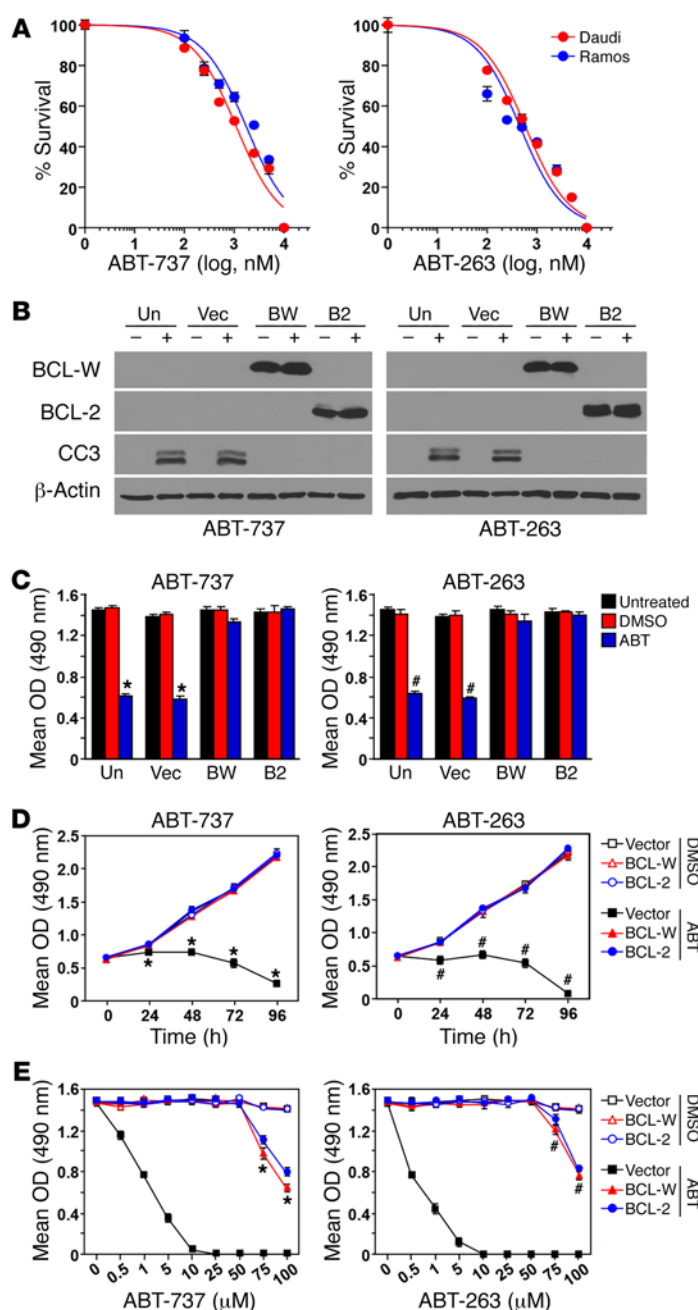 A
% Survival
100
80
60
40
20
0
0 1 2 3 4
ABT-737 (log, nM)
% Survival
100
80
60
40
20
0
0 1 2 3 4
ABT-263 (log, nM)
Daudi
Ramos
B
Un Vec BW B2 Un Vec BW B2
– + – + – + – + – + – + – + – +
BCL-W
BCL-2
CC3
β-Actin
ABT-737 ABT-263
C
ABT-737
Mean OD (490 nm)
1.6
1.2
0.8
0.4
0
* *
Un Vec BW B2
ABT-263
Mean OD (490 nm)
1.6
1.2
0.8
0.4
0
# #
Un Vec BW B2
Untreated
DMSO
ABT
D
ABT-737
Mean OD (490 nm)
2.5
2.0
1.5
1.0
0.5
0
* * * *
0 24 48 72 96
Time (h)
ABT-263
Mean OD (490 nm)
2.5
2.0
1.5
1.0
0.5
0
# # # #
0 24 48 72 96
Time (h)
Vector
BCL-W
BCL-2
DMSO
Vector
BCL-W
BCL-2
ABT
E
Mean OD (490 nm)
1.6
1.2
0.8
0.4
0
* *
0 0.5 1 5 10 25 50 75 100
ABT-737 (μM)
Mean OD (490 nm)
1.6
1.2
0.8
0.4
0
# #
0 0.5 1 5 10 25 50 75 100
ABT-263 (μM)
Vector
BCL-W
BCL-2
DMSO
Vector
BCL-W
BCL-2
ABT